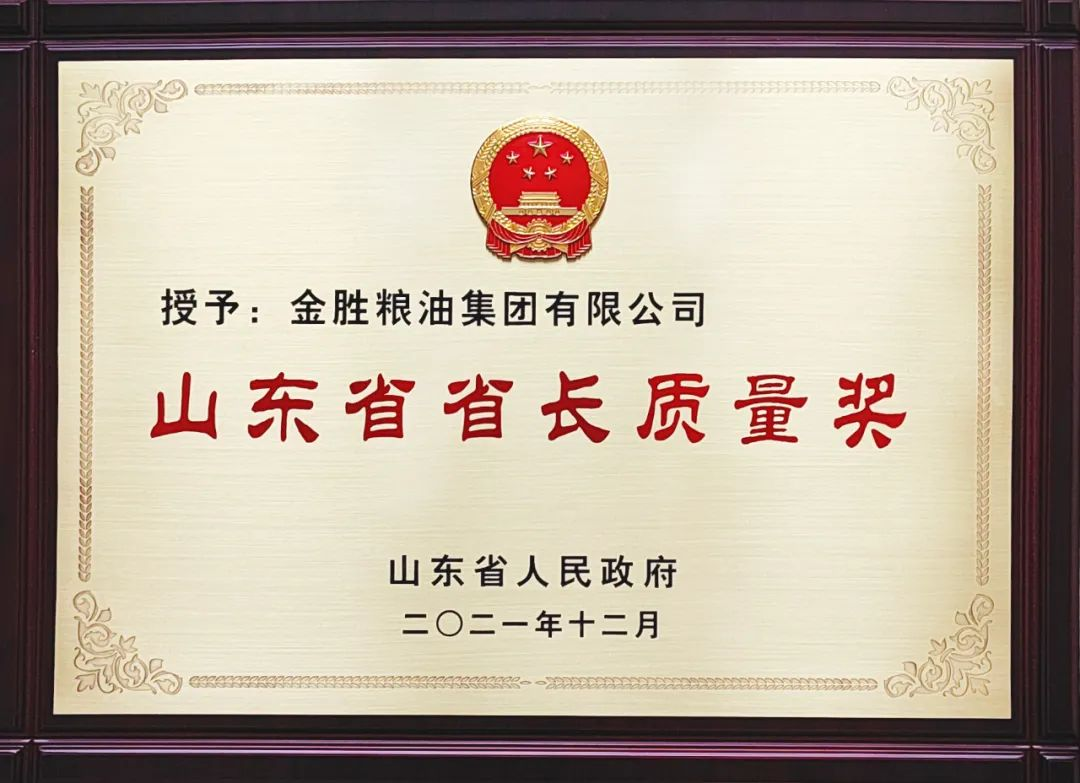 授予：金胜粮油集团有限公司
山东省省长质量奖
山东省人民政府
二〇二一年十二月